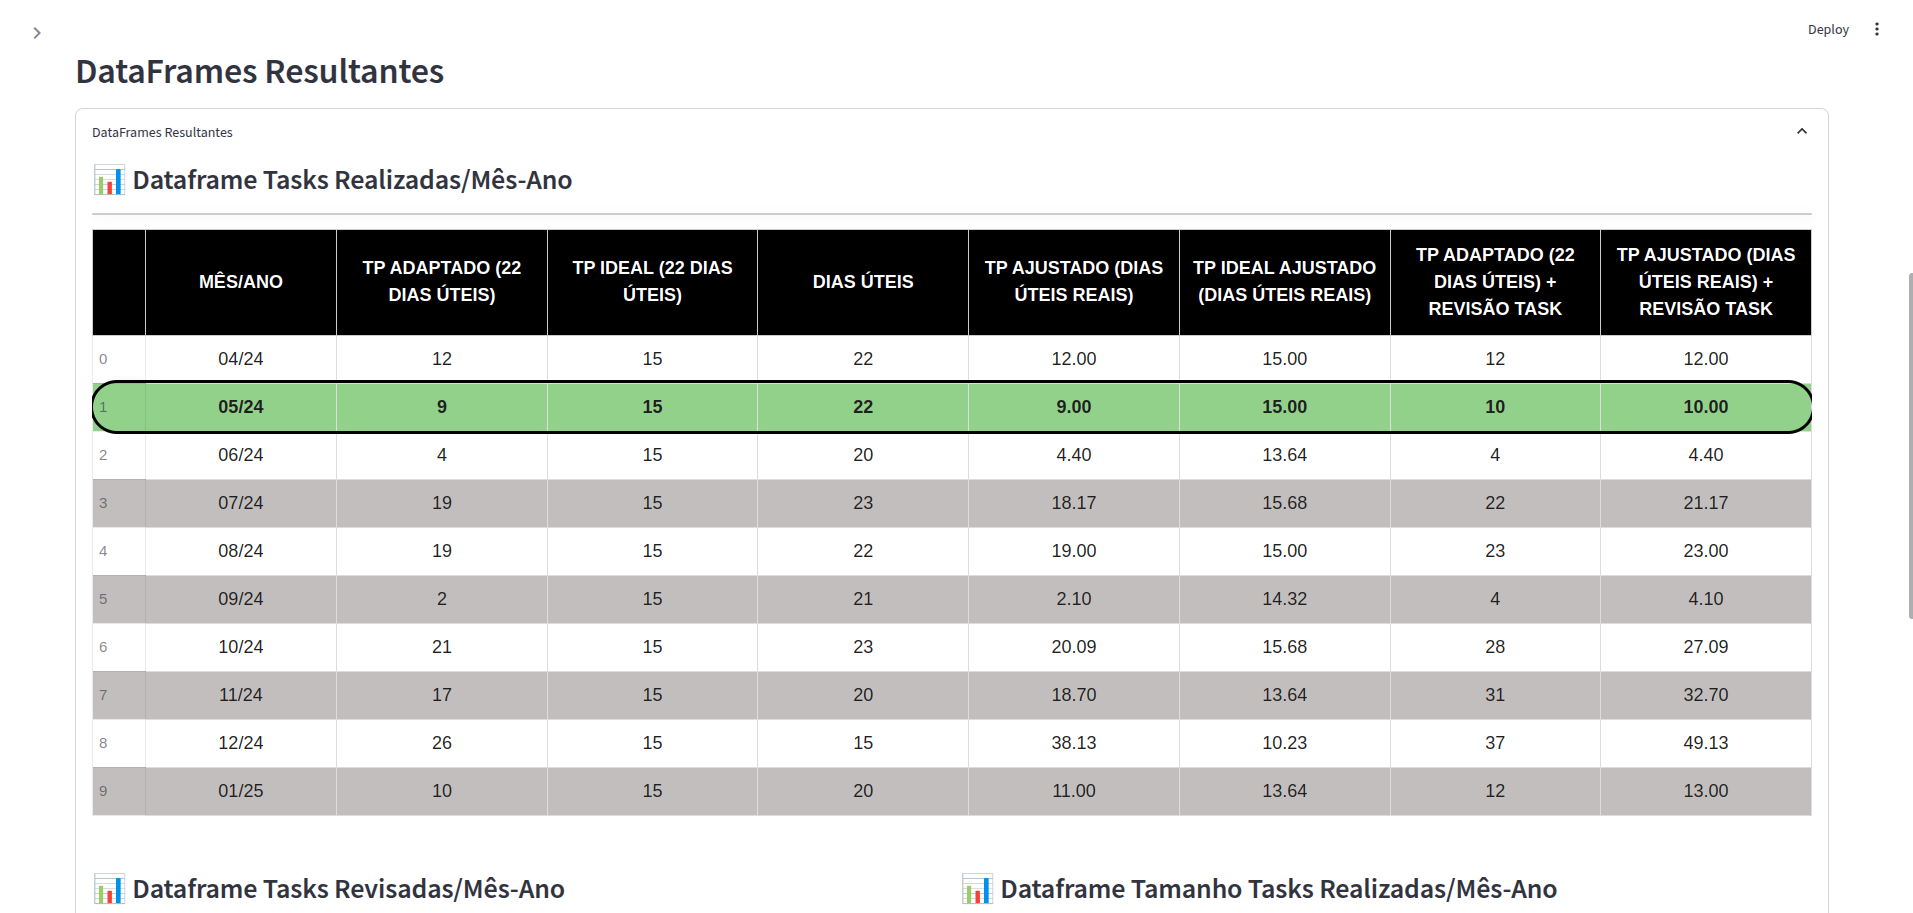 Deploy
DataFrames Resultantes
DataFrames Resultantes
Dataframe Tasks Realizadas/Mês-Ano
MÊS/ANO TP ADAPTADO (22 DIAS ÚTEIS) TP IDEAL (22 DIAS ÚTEIS) DIAS ÚTEIS TP AJUSTADO (DIAS ÚTEIS REAIS) TP IDEAL AJUSTADO (DIAS ÚTEIS REAIS) TP ADAPTADO (22 DIAS ÚTEIS) + REVISÃO TASK TP AJUSTADO (DIAS ÚTEIS REAIS) + REVISÃO TASK
0 04/24 12 15 22 12.00 15.00 12 12.00
1 05/24 9 15 22 9.00 15.00 10 10.00
2 06/24 4 15 20 4.40 13.64 4 4.40
3 07/24 19 15 23 18.17 15.68 22 21.17
4 08/24 19 15 22 19.00 15.00 23 23.00
5 09/24 2 15 21 2.10 14.32 4 4.10
6 10/24 21 15 23 20.09 15.68 28 27.09
7 11/24 17 15 20 18.70 13.64 31 32.70
8 12/24 26 15 15 38.13 10.23 37 49.13
9 01/25 10 15 20 11.00 13.64 12 13.00
Dataframe Tasks Revisadas/Mês-Ano
Dataframe Tamanho Tasks Realizadas/Mês-Ano